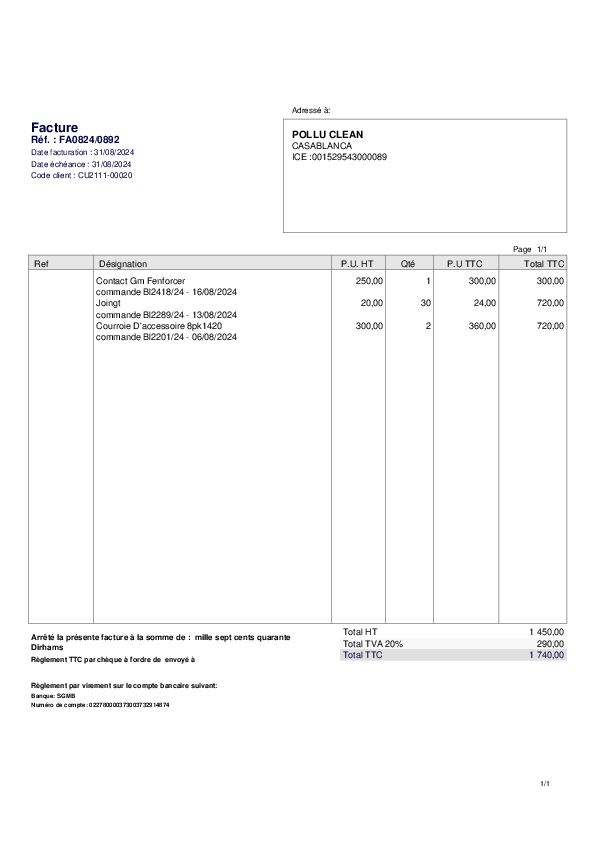 Adressé à:
Facture
Réf. : FA0824/0892
Date facturation : 31/08/2024
Date échéance : 31/08/2024
Code client : CU2111-00020
POLLU CLEAN
CASABLANCA
ICE :001529543000089
Page 1/1
Ref Désignation P.U. HT Qté P.U TTC Total TTC
Contact Gm Fenforcer 250,00 1 300,00 300,00
commande Bl2418/24 - 16/08/2024
Joingt 20,00 30 24,00 720,00
commande Bl2289/24 - 13/08/2024
Courroie D'accessoire 8pk1420 300,00 2 360,00 720,00
commande Bl2201/24 - 06/08/2024
Total HT 1 450,00
Total TVA 20% 290,00
Total TTC 1 740,00
Arrêté la présente facture à la somme de : mille sept cents quarante
Dirhams
Règlement TTC par chèque à l'ordre de envoyé à
Règlement par virement sur le compte bancaire suivant:
Banque: SGMB
Numéro de compte:
1/1